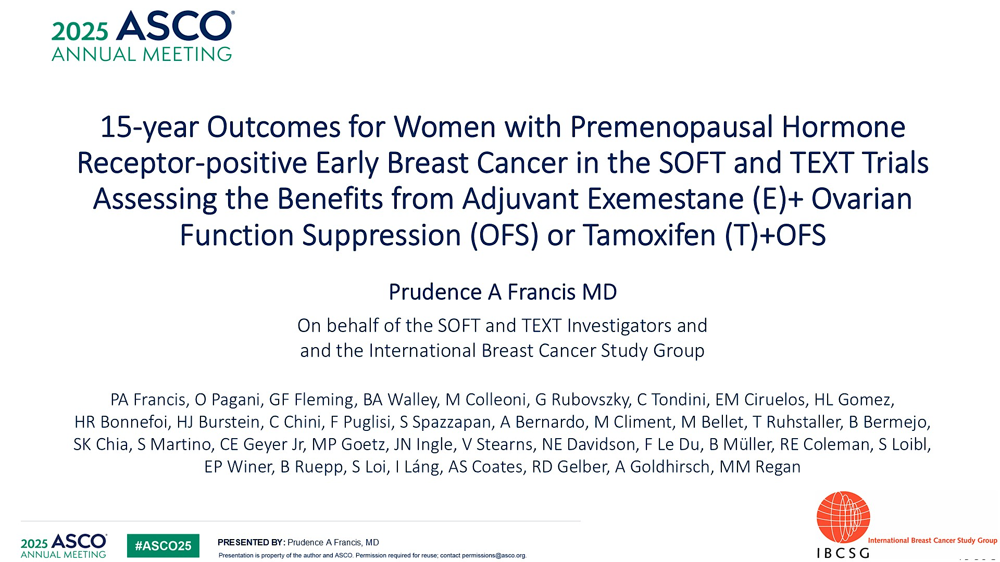 2025 ASCO®
ANNUAL MEETING
15-year Outcomes for Women with Premenopausal Hormone
Receptor-positive Early Breast Cancer in the SOFT and TEXT Trials
Assessing the Benefits from Adjuvant Exemestane (E)+ Ovarian
Function Suppression (OFS) or Tamoxifen (T)+OFS
Prudence A Francis MD
On behalf of the SOFT and TEXT Investigators and
and the International Breast Cancer Study Group
PA Francis, O Pagani, GF Fleming, BA Walley, M Colleoni, G Rubovszky, C Tondini, EM Ciruelos, HL Gomez,
HR Bonnefoi, HJ Burstein, C Chini, F Puglisi, S Spazzapan, A Bernardo, M Climent, M Bellet, T Ruhstaller, B Bermejo,
SK Chia, S Martino, CE Geyer Jr, MP Goetz, JN Ingle, V Stearns, NE Davidson, F Le Du, B Müller, RE Coleman, S Loibl,
EP Winer, B Ruepp, S Loi, I Láng, AS Coates, RD Gelber, A Goldhirsch, MM Regan
2025 ASCO®
ANNUAL MEETING
#ASCO25
PRESENTED BY: Prudence A Francis, MD
Presentation is property of the author and ASCO. Permission required for reuse; contact permissions@asco.org.
International Breast Cancer Study Group
IBCSG